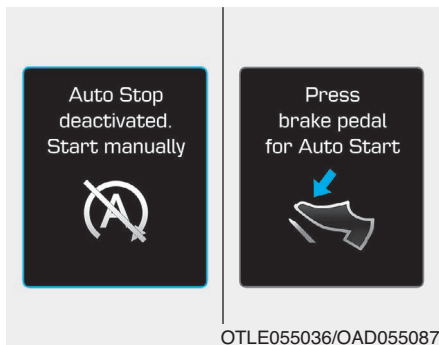 Auto Stop
deactivated.
Start manually
A
Press
brake pedal
for Auto Start
OTLE055036/OAD055087